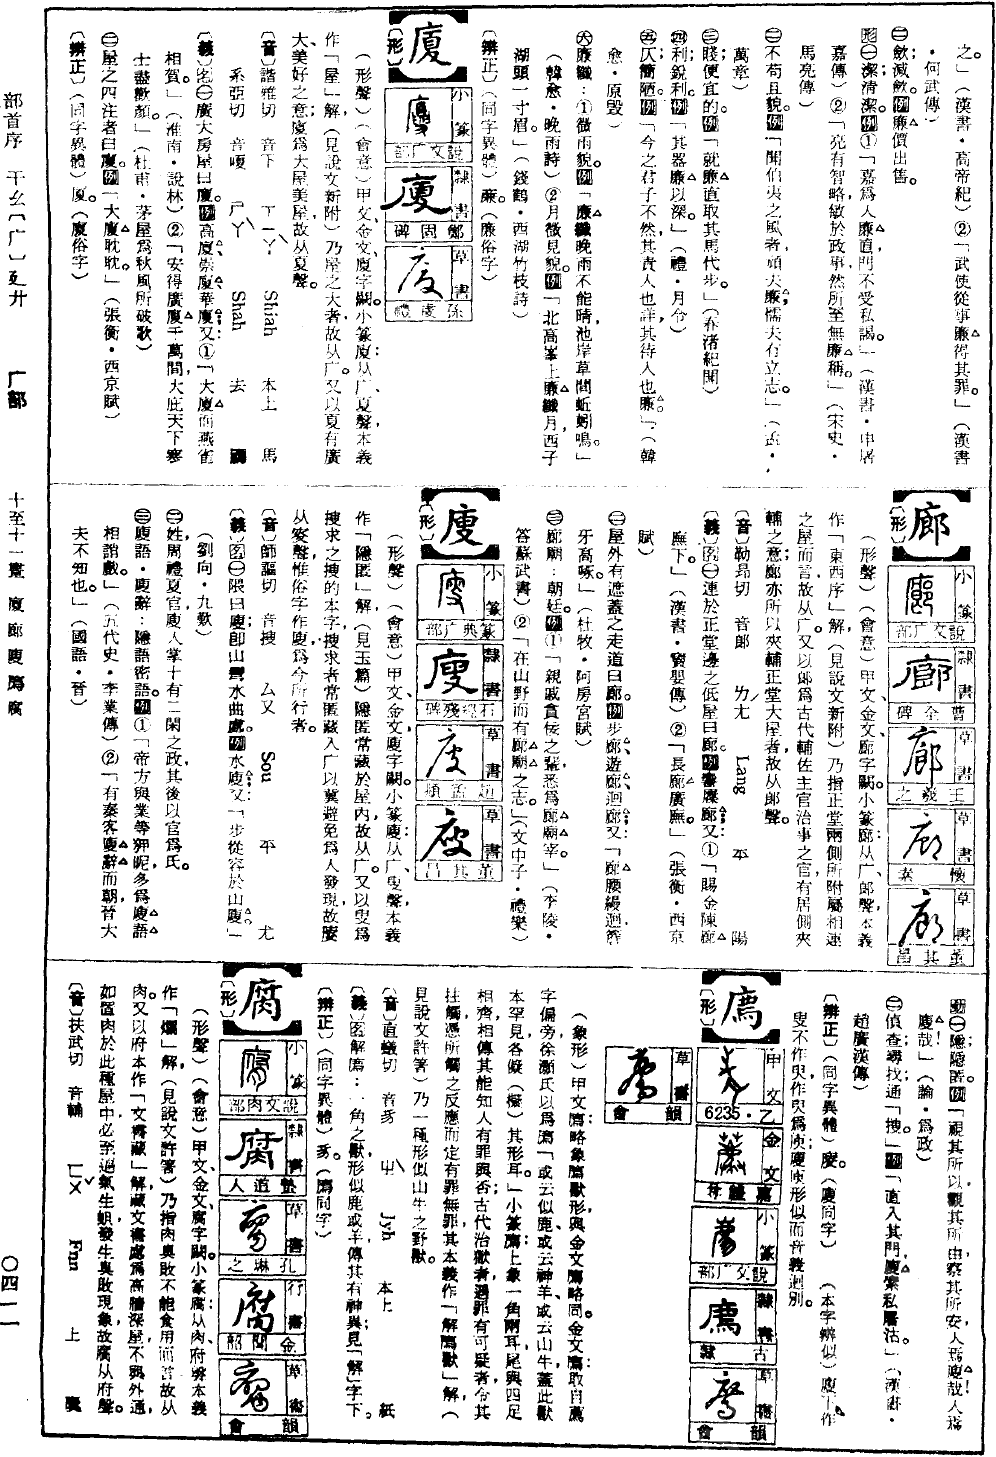 之。」（漢書·高帝紀）②「武使從事廉得其罪。」（漢書
·何武傳）
㊁歛；減歛。例廉價出售。
形㊀潔；清潔。例①「嘉爲人廉直，門不受私謁。」（漢書·申屠
嘉傳）②「亮有智略，敏於政事，然所至無廉稱。」（宋史·
馬亮傳）
㊁不苟且貌。例「聞伯夷之風者，頑夫廉，懦夫有立志。」（孟·
萬章）
㊂賤；便宜的。例「就廉直取其馬代步。」（春渚紀聞）
㊃利；銳利。例「其器廉以深。」（禮·月令）
㊄仄；簡陋。例「今之君子不然，其責人也詳，其待人也廉。」（韓
愈·原毀）
㊅廉纖：①微雨貌。例「廉纖晚雨不能晴，池岸草間蚯蚓鳴。」
（韓愈·晚雨詩）②月微見貌。例「北高峯上廉纖月，西子
湖頭一寸眉。」（錢鶴·西湖竹枝詩）
〔辨正〕（同字異體）亷。（廉俗字）
廈
〔形〕
小篆 說文广部
隸書 鄭固碑
草書 孫虔禮
（形聲）（會意）甲文、金文廈字闕。小篆廈：从广、夏聲，本義
作「屋」解，（見說文新附）乃屋之大者，故从广。又以夏有廣
大、美好之意，廈爲大屋美屋，故从夏聲。
〔音〕諧雅切 音下 ㄒㄧㄚˋ Shiah 本上 馬
系亞切 音嗄 ㄕㄚˋ Shah 去 禡
〔義〕名㊀廣大房屋曰廈。例高廈、崇廈、華廈；又：①「大廈而燕雀
相賀。」（淮南·說林）②「安得廣廈千萬間，大庇天下寒
士盡歡顏。」（杜甫·茅屋爲秋風所破歌）
㊁屋之四注者曰廈。例「大廈耽耽。」（張衡·西京賦）
〔辨正〕（同字異體）厦。（廈俗字）
廊
〔形〕
小篆 說文广部
隸書 曹全碑
草書 王羲之
草書 懷素
草書 董其昌
（形聲）（會意）甲文、金文廊字闕。小篆廊：从广、郎聲，本義
作「東西序」解，（見說文新附）乃指正堂兩側所附屬相連
之屋而言，故从广。又以郎爲古代輔佐主官治事之官，有居側夾
輔之意；廊亦所以夾輔正堂大屋者，故从郎聲。
〔音〕勒昂切 音郎 ㄌㄤˊ Lang 平 陽
〔義〕名㊀連於正堂邊之低屋曰廊。例響屧廊；又：①「賜金陳廊
廡下。」（漢書·竇嬰傳）②「長廊廣廡。」（張衡·西京
賦）
㊁屋外有遮蓋之走道曰廊。例步廊、遊廊、迴廊；又：「廊腰縵迴，簷
牙高啄。」（杜牧·阿房宮賦）
㊂廊廟：朝廷。例①「親戚貪佞之類，悉爲廊廟宰。」（李陵·
答蘇武書）②「在山野而有廊廟之志。」（文中子·禮樂）
廋
〔形〕
小篆 篆典广部
隸書 石經殘碑
草書 趙孟頫
草書 董其昌
（形聲）（會意）甲文、金文廋字闕。小篆廋：从广、叟聲，本義
作「隱匿」解，（見玉篇）隱匿常藏於屋內，故从广。又以叟爲
搜求之搜的本字，搜求者常匿藏入广，以冀避免爲人發現，故廋
从叟聲，惟俗字作廋，爲今所行者。
〔音〕師謳切 音搜 ㄙㄡ Sou 平 尤
〔義〕名㊀隈曰廋；卽山彎水曲處。例水廋；又：「步從容於山廋。」
（劉向·九歎）
㊁姓，周禮夏官廋人，掌十有二閑之政，其後以官爲氏。
㊂廋語、廋辭：隱語；密語。例①「帝方與業等狎昵，多爲廋語
相誚戲。」（五代史·李業傳）②「有秦客廋辭而朝，晉大
夫不知也。」（國語·晉）
動㊀隱；隱匿。例「視其所以，觀其所由，察其所安，人焉廋哉！人焉
廋哉！」（論·爲政）
㊁偵查；尋找；通「搜」。例「直入其門，廋索私屠沽。」（漢書·
趙廣漢傳）
〔辨正〕（同字異體）廀。（廋同字） （本字辨似）廋下作
叟，不作臾，作臾爲庾，廋、庾形似而音義迥別。
廌
〔形〕
甲文 6235·乙
金文
小篆 說文广部
隸書 古隸
草書 韻會
草書 韻會
（象形）甲文廌：略象廌獸形，與金文廌略同。金文廌：取自薦
字偏旁，徐灝氏以爲廌「或云似鹿，或云神羊，或云山牛，蓋此獸
本罕見，各儗（擬）其形耳。」小篆廌：上象一角兩耳，尾與四足
相齊，相傳其能知人有罪與否，古代治獄者遇罪有可疑者，令其
往觸，憑所觸之反應而定有罪無罪，其本義作「解廌獸」解，（
見說文許箸）乃一種形似山牛之野獸。
〔音〕直蟻切 音豸 ㄓˋ Jyh 本上 紙
〔義〕名解廌：一角之獸，形似鹿或羊，傳其有神異；見「解」字下。
〔辨正〕（同字異體）豸。（廌同字）
腐
〔形〕
小篆 說文肉部
隸書 蟄道人
草書 孔琳之
行書 金聞韶
草書 韻會
（形聲）（會意）甲文、金文腐字闕。小篆腐：从肉、府聲，本義
作「爛」解，（見說文許箸）乃指肉臭敗不能食用而言，故从
肉。又以府本作「文書藏」解，藏文書處爲高牆深屋，不與外通，
如置肉於此種屋中，必至過氣生蛆發生臭敗現象，故腐从府聲。
〔音〕扶武切 音輔 ㄈㄨˇ Fuu 上 麌
部首序 干幺〔广〕廴廾
广部
十至十一畫 廈廊廋廌腐
〇四一一